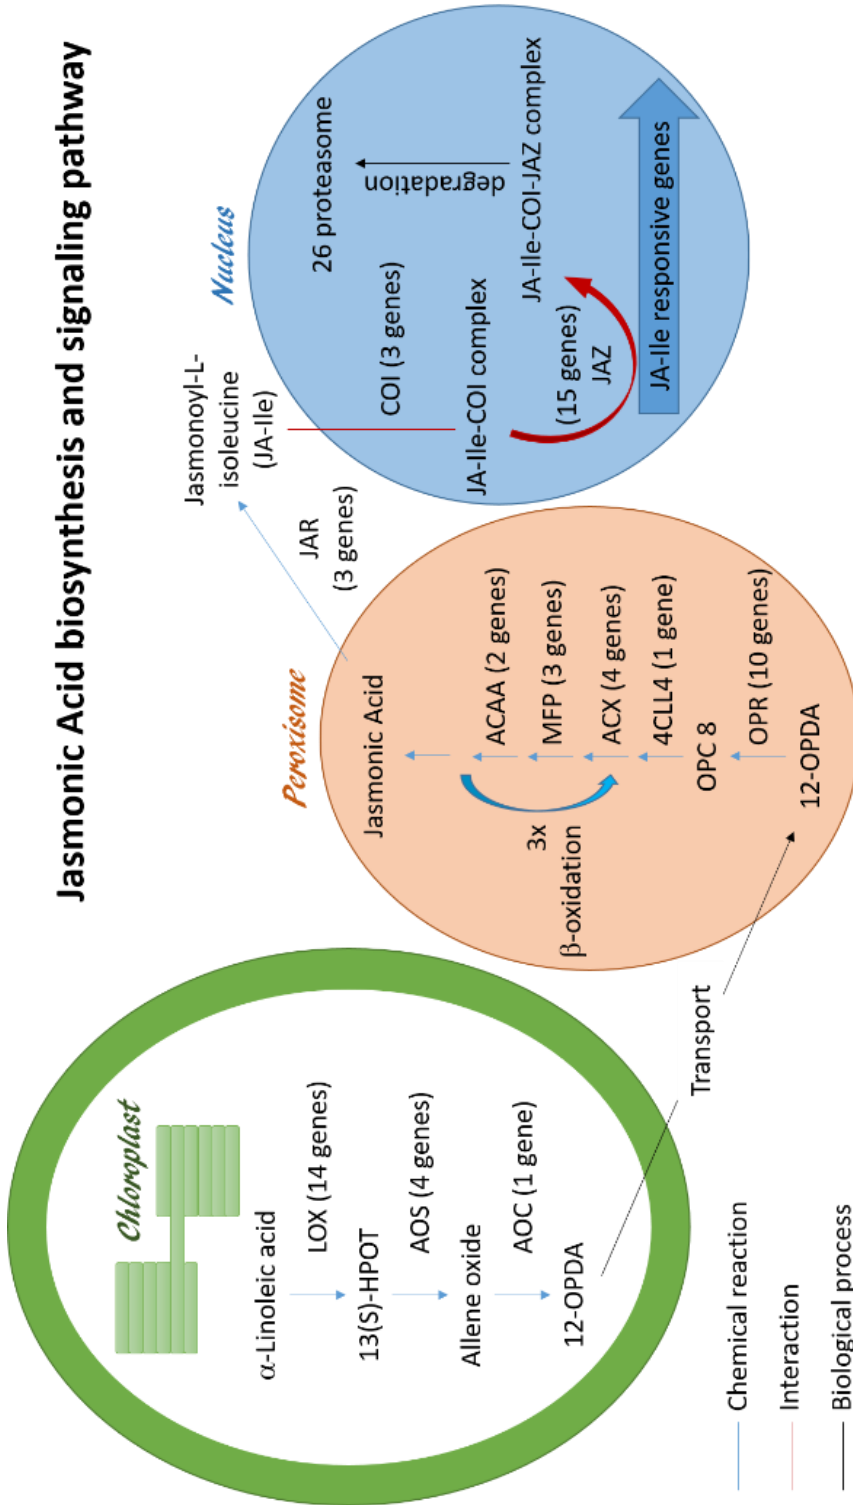 Jasmonic Acid biosynthesis and signaling pathway
Chloroplast
α-Linoleic acid
LOX (14 genes)
13(S)-HPOT
AOS (4 genes)
Allene oxide
AOC (1 gene)
12-OPDA
Transport
Peroxisome
Jasmonic Acid
ACAA (2 genes)
MFP (3 genes)
ACX (4 genes)
4CLL4 (1 gene)
OPC 8
OPR (10 genes)
12-OPDA
3x
β-oxidation
JAR
(3 genes)
Jasmonoyl-L-
isoleucine
(JA-Ile)
Nucleus
COI (3 genes)
JA-Ile-COI complex
(15 genes)
JAZ
JA-Ile-COI-JAZ complex
degradation
26 proteasome
JA-Ile responsive genes
Chemical reaction
Interaction
Biological process